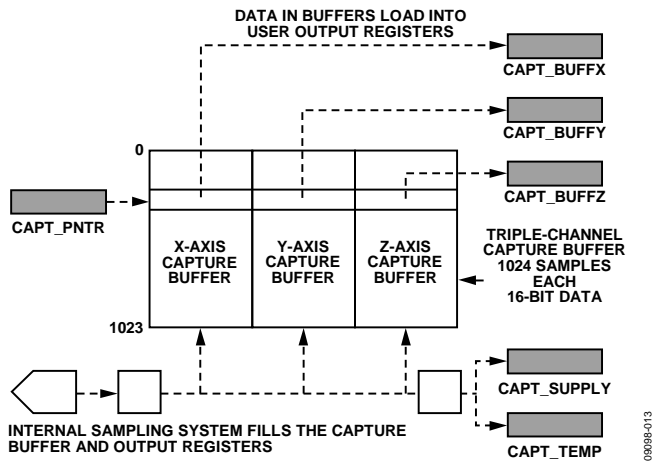 DATA IN BUFFERS LOAD INTO
USER OUTPUT REGISTERS
CAPT_BUFFX
CAPT_BUFFY
CAPT_BUFFZ
0
CAPT_PNTR
X-AXIS
CAPTURE
BUFFER
Y-AXIS
CAPTURE
BUFFER
Z-AXIS
CAPTURE
BUFFER
TRIPLE-CHANNEL
CAPTURE BUFFER
1024 SAMPLES
EACH
16-BIT DATA
1023
CAPT_SUPPLY
CAPT_TEMP
INTERNAL SAMPLING SYSTEM FILLS THE CAPTURE
BUFFER AND OUTPUT REGISTERS
09098-013